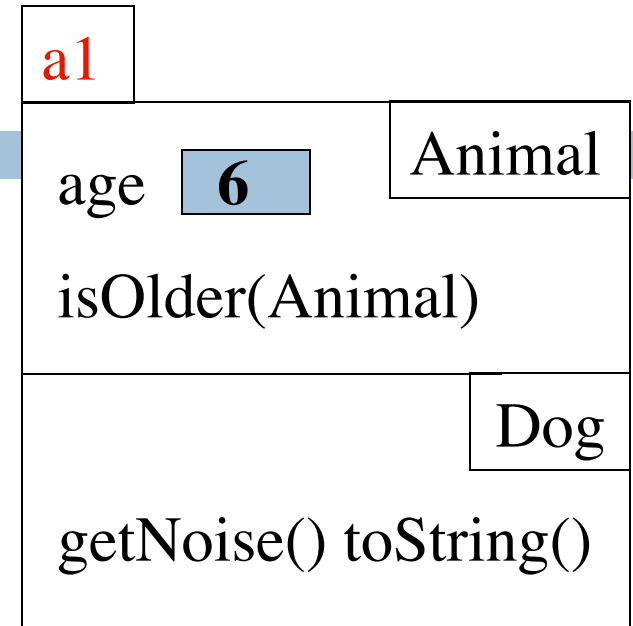 a1
Animal
age 6
isOlder(Animal)
Dog
getNoise() toString()